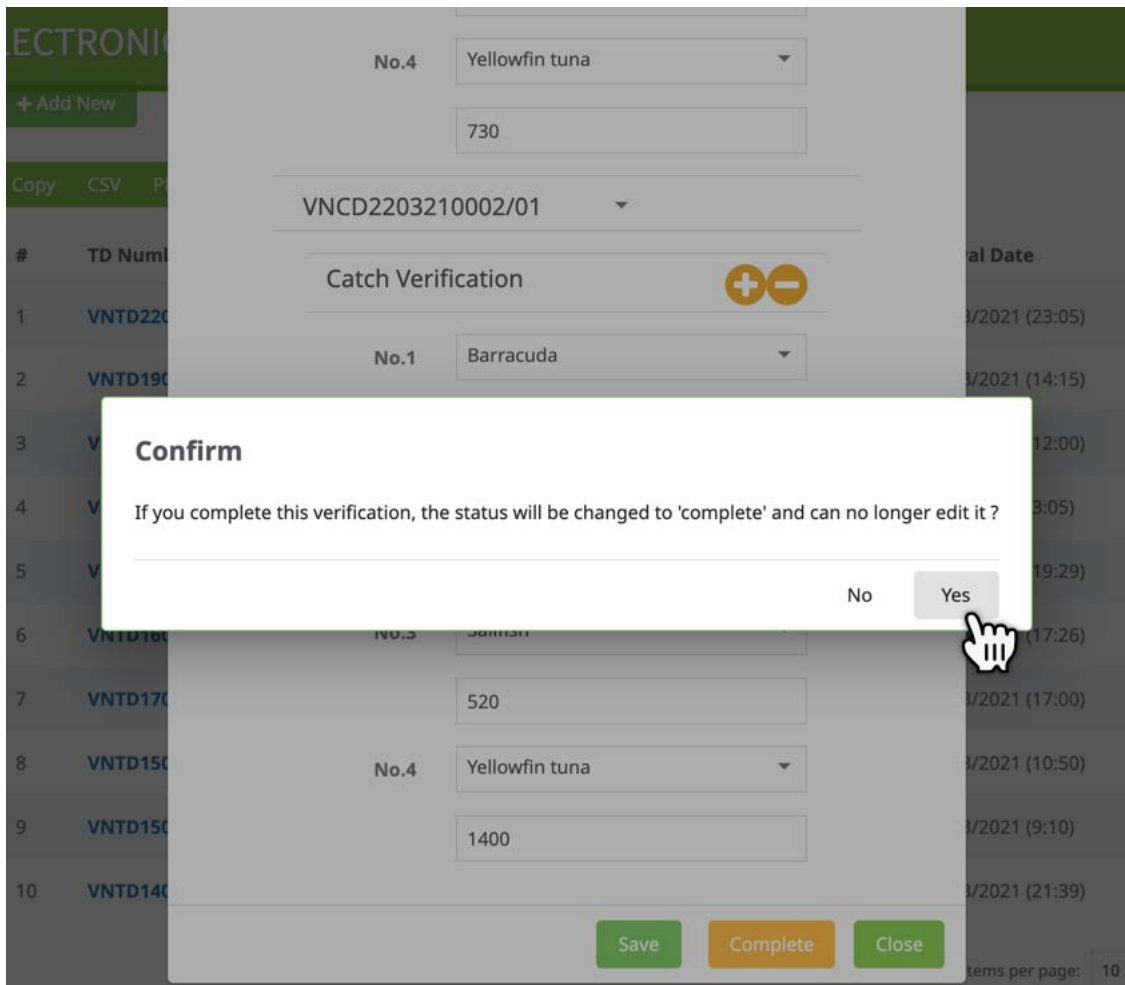 LECTRONI
No.4 Yellowfin tuna
+ Add New
730
Copy CSV
VNCD2203210002/01
# TD Numl al Date
Catch Verification
1 VNTD220 3/2021 (23:05)
No.1 Barracuda
2 VNTD190 3/2021 (14:15)
3 V 12:00)
Confirm
4 V 3:05)
If you complete this verification, the status will be changed to 'complete' and can no longer edit it ?
5 V 19:29)
No Yes
6 VNTD160 No.3 Sailfish (17:26)
7 VNTD170 520 3/2021 (17:00)
8 VNTD150 No.4 Yellowfin tuna 3/2021 (10:50)
9 VNTD150 1400 3/2021 (9:10)
10 VNTD140 3/2021 (21:39)
Save Complete Close
tems per page: 10